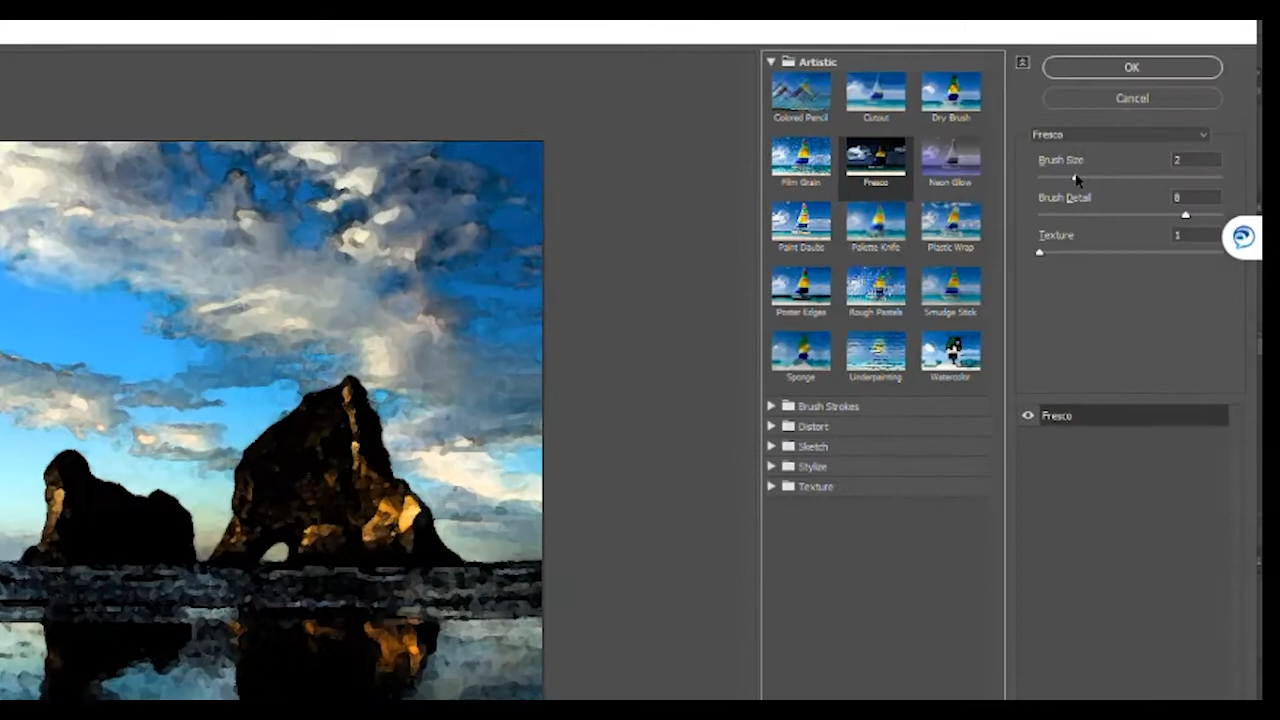 Artistic
OK
Colored Pencil
Cutout
Dry Brush
Cancel
Fresco
Film Grain
Fresco
Neon Glow
Brush Size
2
Brush Detail
8
Paint Daubs
Palette Knife
Plastic Wrap
Texture
1
Poster Edges
Rough Pastels
Smudge Stick
Sponge
Underpainting
Watercolor
Brush Strokes
Fresco
Distort
Sketch
Stylize
Texture